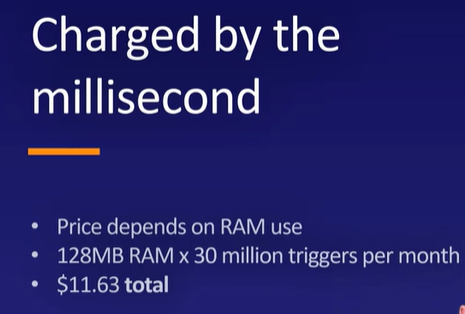 Charged by the
millisecond
• Price depends on RAM use
• 128MB RAM x 30 million triggers per month
• $11.63 total